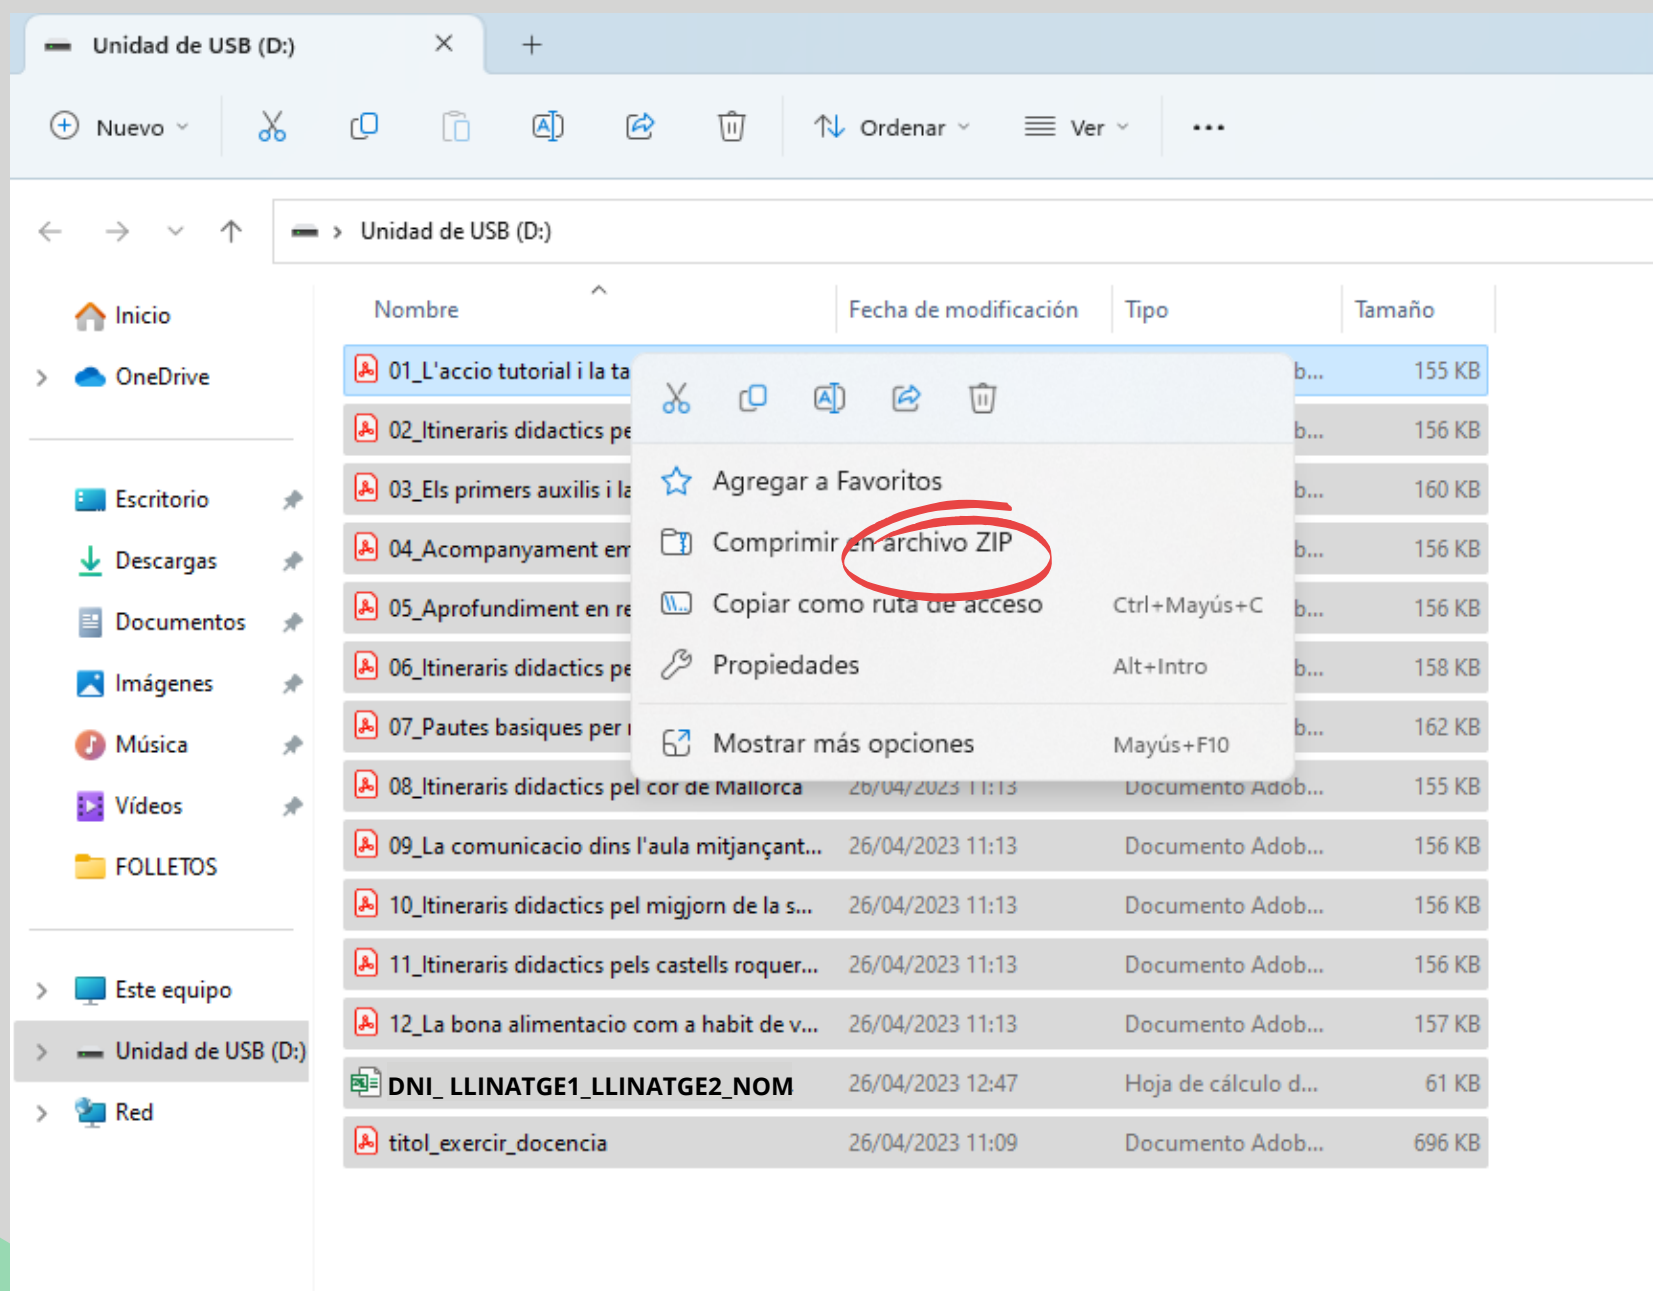 Unidad de USB (D:)
Nuevo
Ordenar
Ver
Unidad de USB (D:)
Nombre
Fecha de modificación
Tipo
Tamaño
Inicio
OneDrive
Escritorio
Descargas
Documentos
Imágenes
Música
Vídeos
FOLLETOS
Este equipo
Unidad de USB (D:)
Red
01_L'accio tutorial i la ta b... 155 KB
02_Itineraris didactics pe b... 156 KB
03_Els primers auxilis i la b... 160 KB
04_Acompanyament em b... 156 KB
05_Aprofundiment en re b... 156 KB
06_Itineraris didactics pe b... 158 KB
07_Pautes basiques per b... 162 KB
08_Itineraris didactics pel cor de Mallorca 26/04/2023 11:13 Documento Adob... 155 KB
09_La comunicacio dins l'aula mitjançant... 26/04/2023 11:13 Documento Adob... 156 KB
10_Itineraris didactics pel migjorn de la s... 26/04/2023 11:13 Documento Adob... 156 KB
11_Itineraris didactics pels castells roquer... 26/04/2023 11:13 Documento Adob... 156 KB
12_La bona alimentacio com a habit de v... 26/04/2023 11:13 Documento Adob... 157 KB
DNI_ LLINATGE1_LLINATGE2_NOM 26/04/2023 12:47 Hoja de cálculo d... 61 KB
titol_exercir_docencia 26/04/2023 11:09 Documento Adob... 696 KB
Agregar a Favoritos
Comprimir en archivo ZIP
Copiar como ruta de acceso Ctrl+Mayús+C
Propiedades Alt+Intro
Mostrar más opciones Mayús+F10